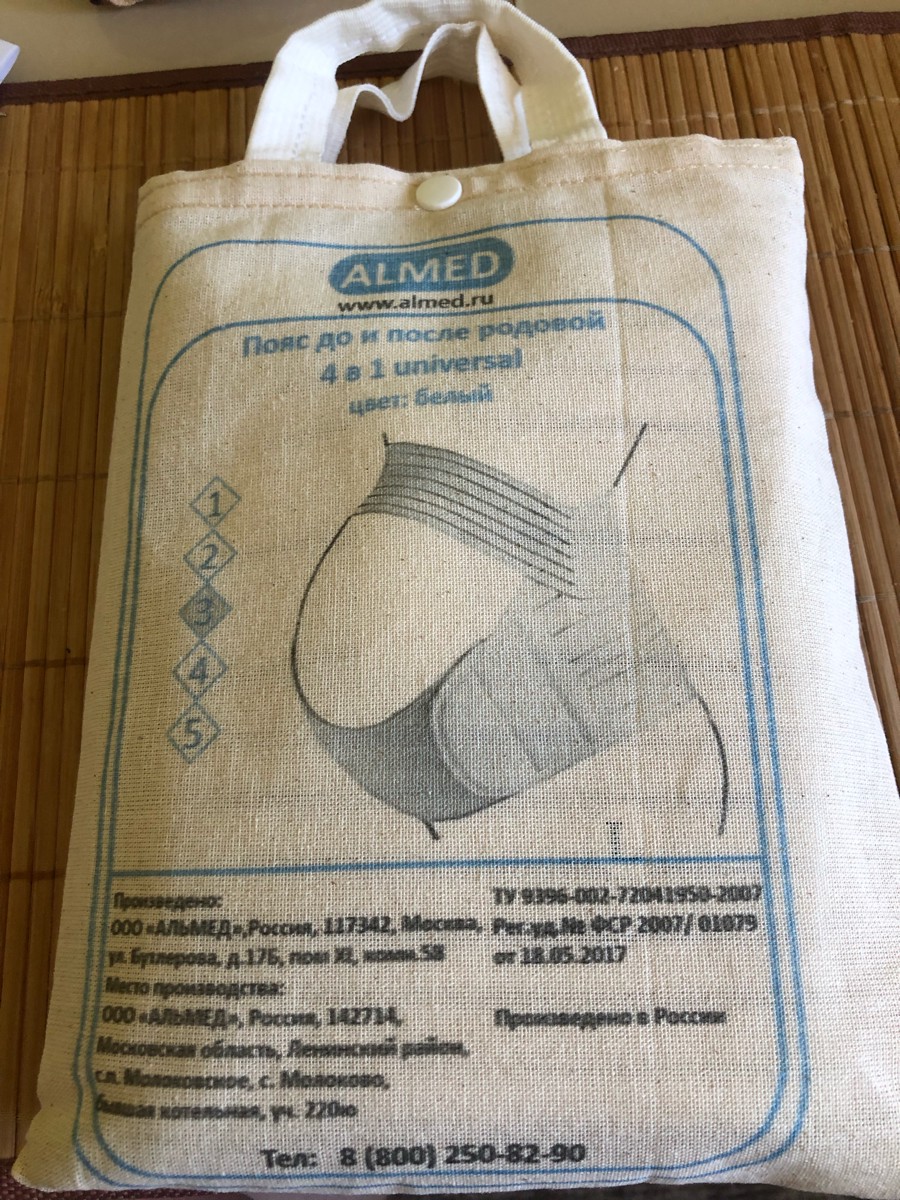 ALMED
www.almed.ru
Пояс до и после родовой
4 в 1 universal
цвет: белый
1
2
3
4
5
Произведено:
ООО «АЛЬМЕД»,Россия, 117342, Москва,
ул. Бутлерова, д.17Б, пом XI, комн.58
Место производства:
ООО «АЛЬМЕД», Россия, 142714,
Московская область, Ленинский район,
с.п. Молоковское, с. Молоково,
бывшая котельная, уч. 220ю
ТУ 9396-002-72041950-2007
Рег.уд.№ ФСР 2007/ 01079
от 18.05.2017
Произведено в России
Тел: 8 (800) 250-82-90